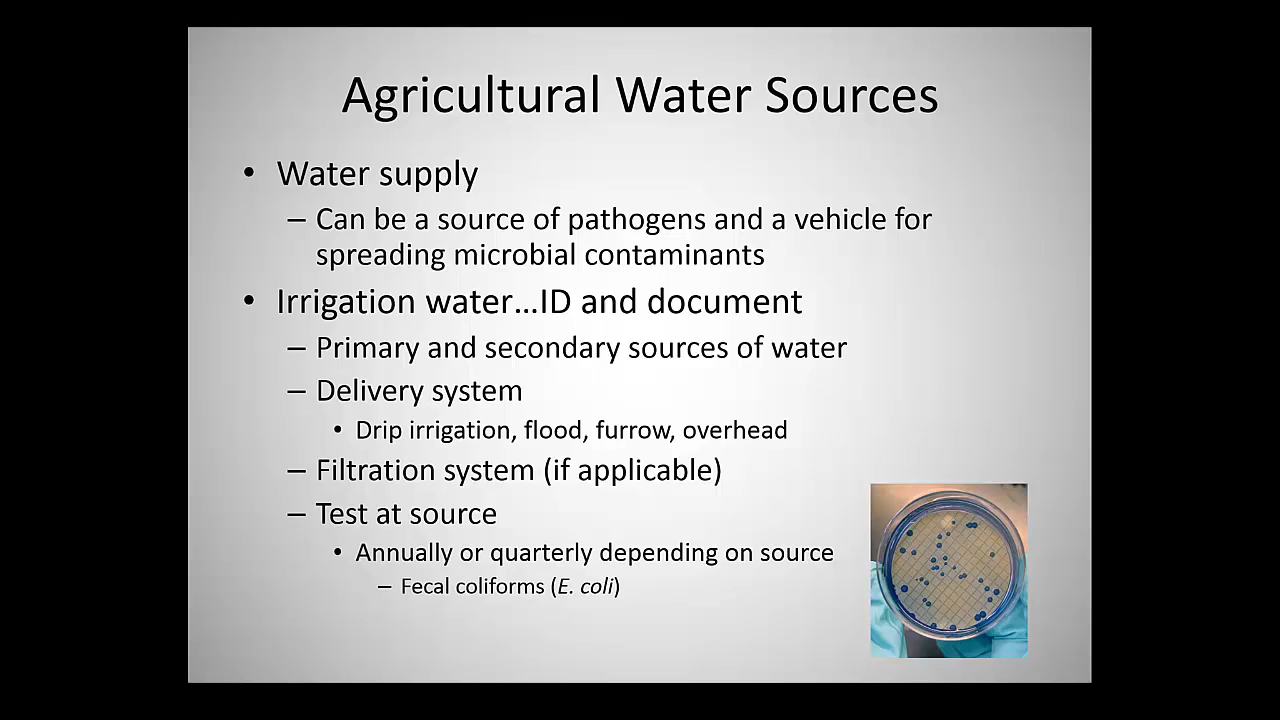 Agricultural Water Sources
• Water supply
– Can be a source of pathogens and a vehicle for
spreading microbial contaminants
• Irrigation water…ID and document
– Primary and secondary sources of water
– Delivery system
• Drip irrigation, flood, furrow, overhead
– Filtration system (if applicable)
– Test at source
• Annually or quarterly depending on source
– Fecal coliforms (E. coli)